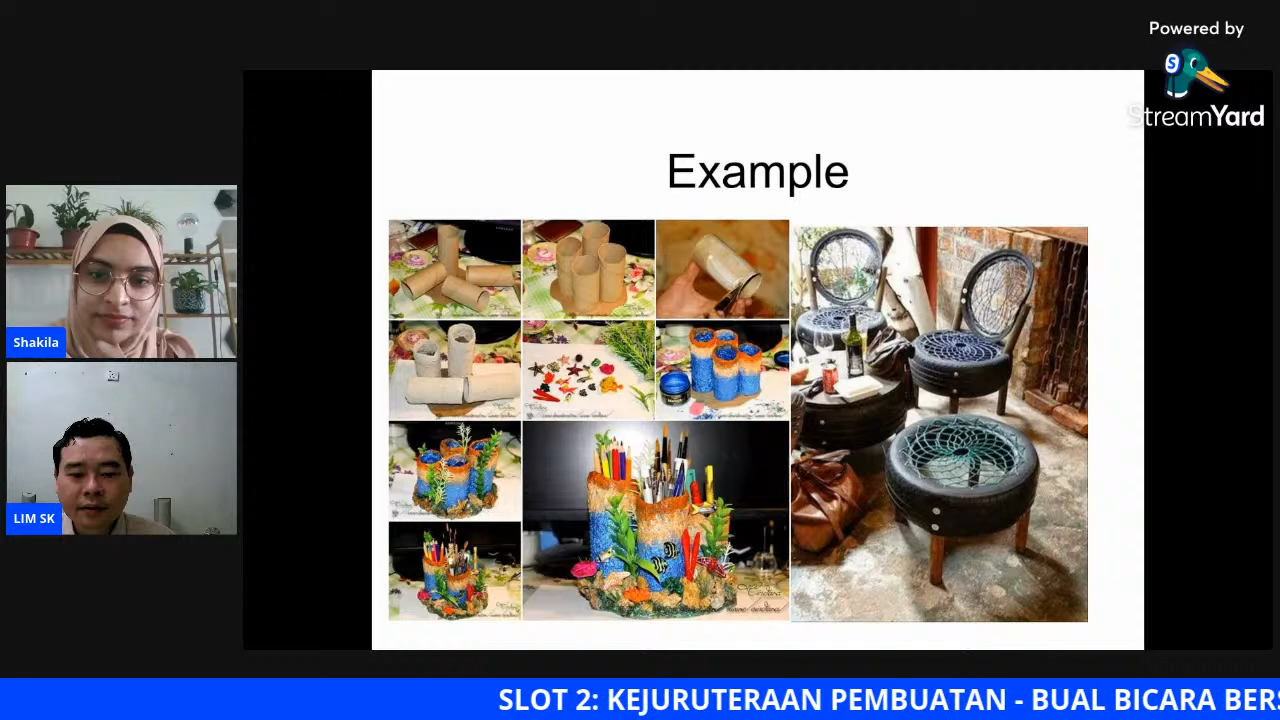 Powered by
StreamYard
Example
Shakila
LIM SK
SLOT 2: KEJURUTERAAN PEMBUATAN - BUAL BICARA BERS